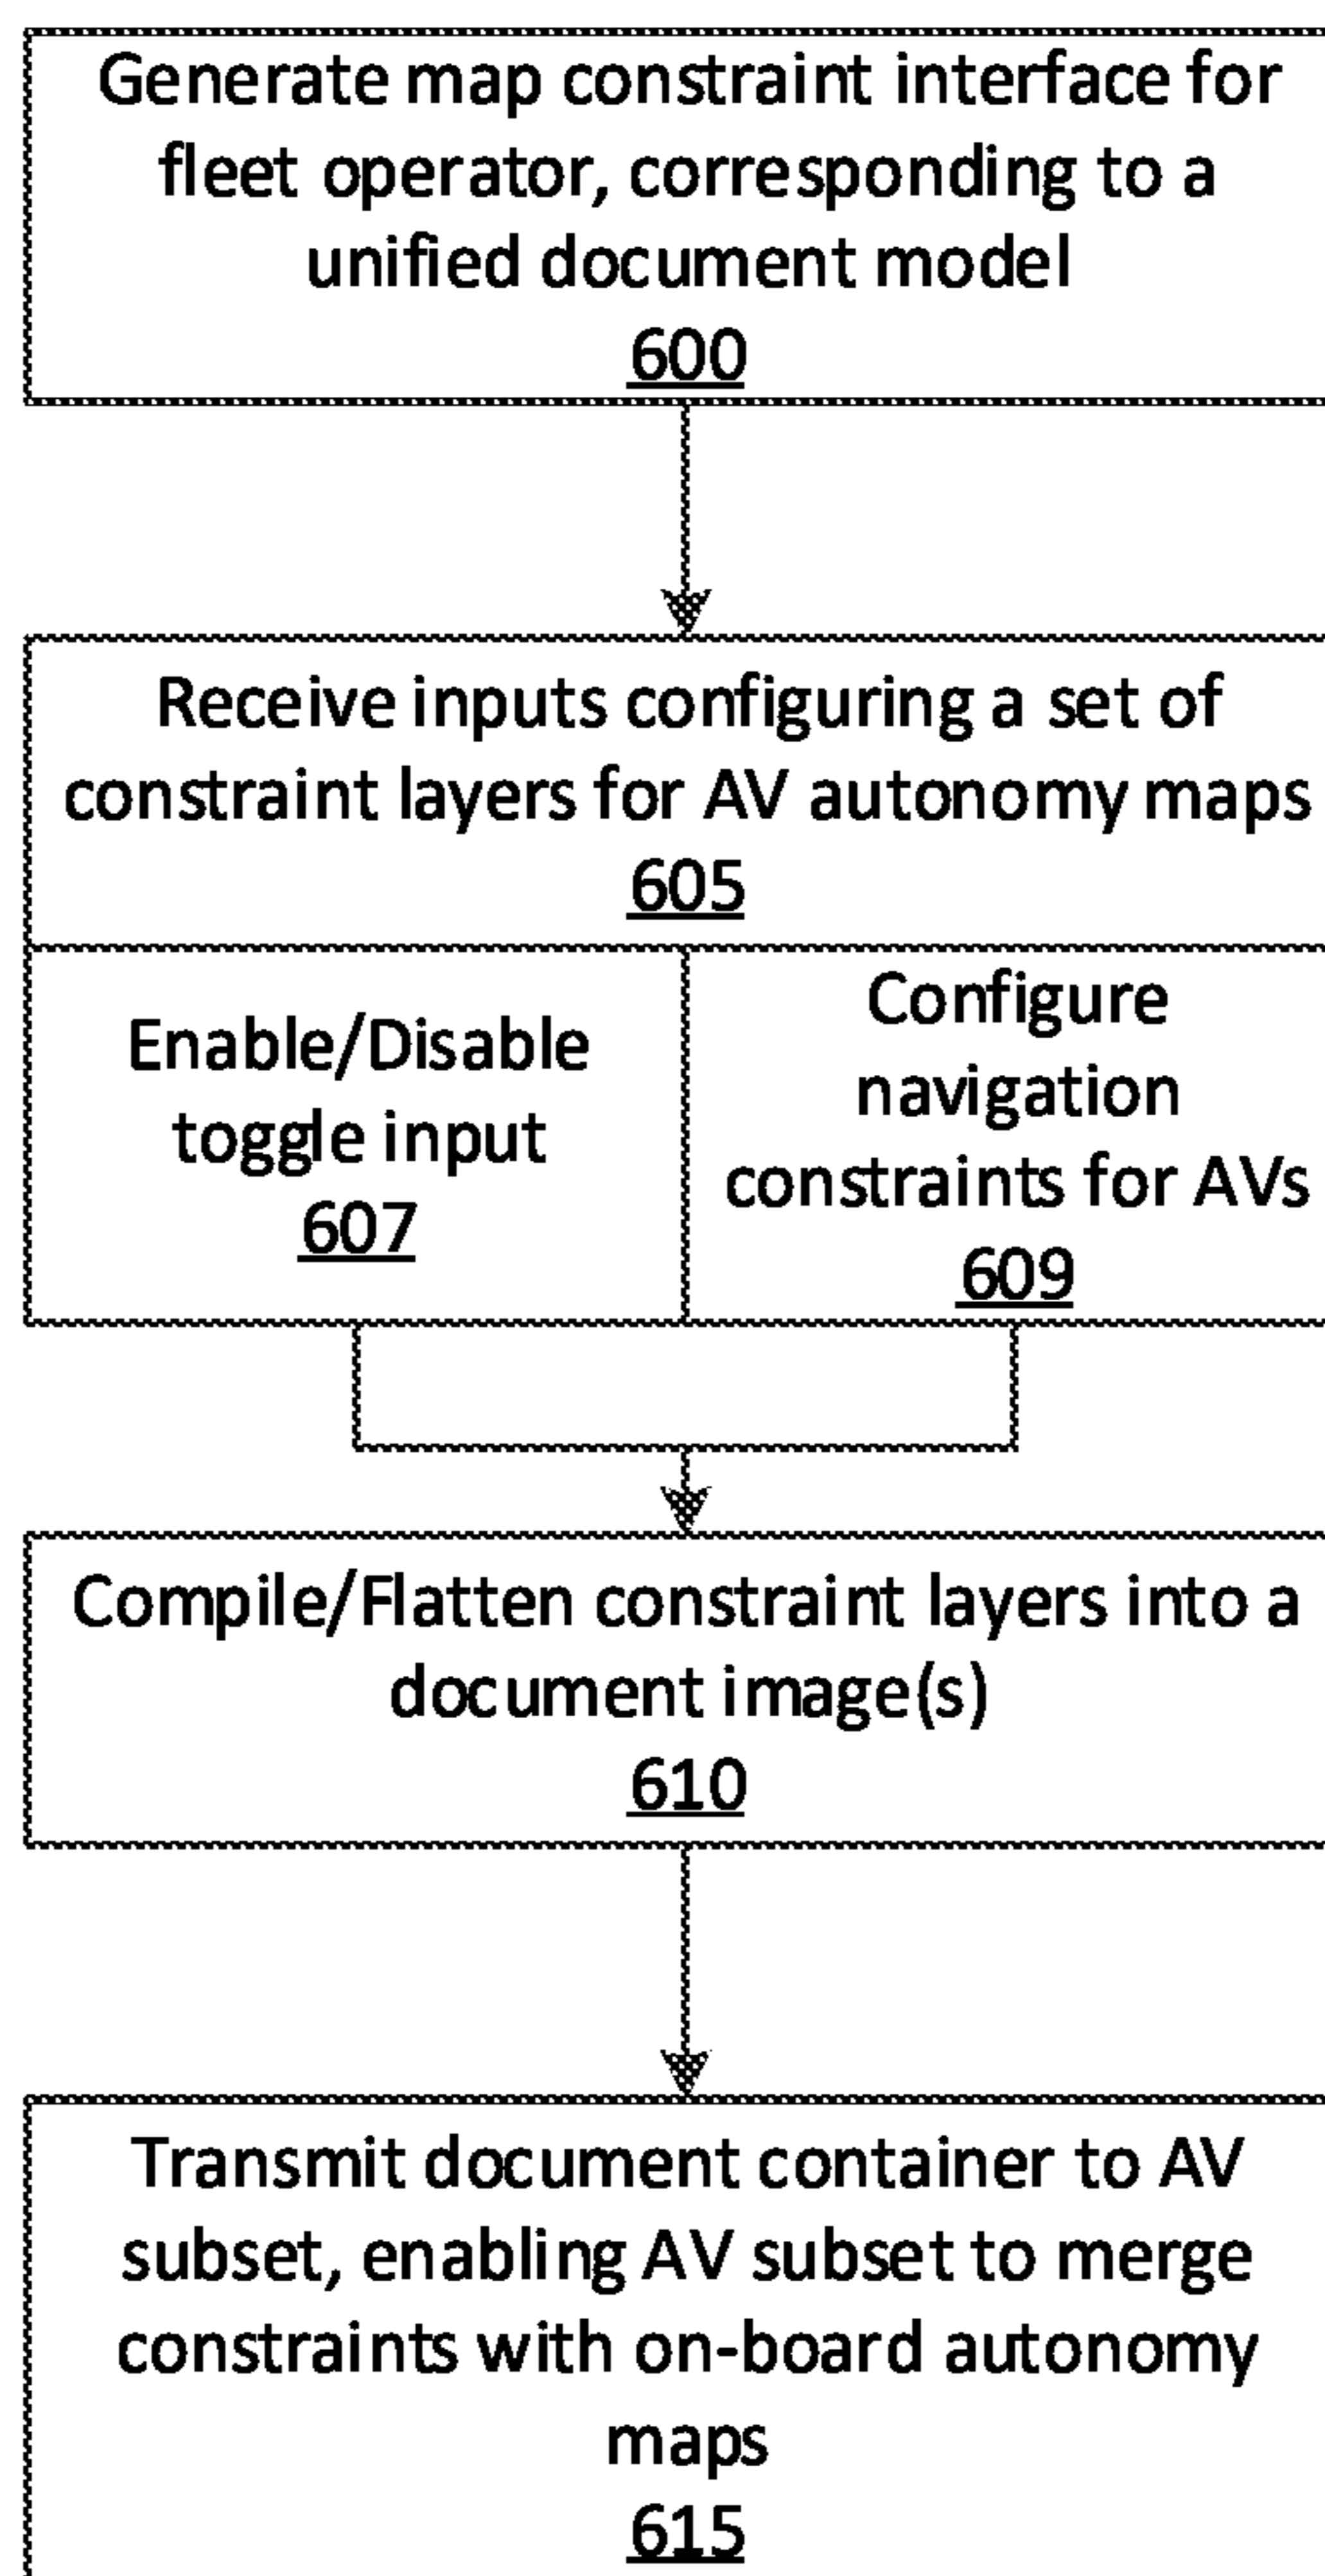 Generate map constraint interface for
fleet operator, corresponding to a
unified document model
600
Receive inputs configuring a set of
constraint layers for AV autonomy maps
605
Enable/Disable
toggle input
607
Configure
navigation
constraints for AVs
609
Compile/Flatten constraint layers into a
document image(s)
610
Transmit document container to AV
subset, enabling AV subset to merge
constraints with on-board autonomy
maps
615